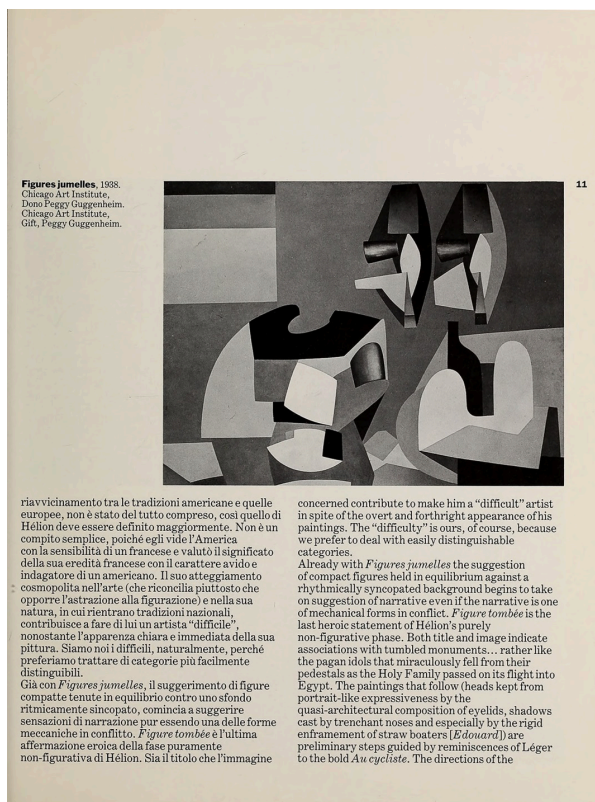 Figures jumelles, 1938.
Chicago Art Institute,
Dono Peggy Guggenheim.
Chicago Art Institute,
Gift, Peggy Guggenheim.
11
riavvicinamento tra le tradizioni americane e quelle
europee, non è stato del tutto compreso, così quello di
Hélion deve essere definito maggiormente. Non è un
compito semplice, poiché egli vide l'America
con la sensibilità di un francese e valutò il significato
della sua eredità francese con il carattere avido e
indagatore di un americano. Il suo atteggiamento
cosmopolita nell'arte (che riconcilia piuttosto che
opporre l'astrazione alla figurazione) e nella sua
natura, in cui rientrano tradizioni nazionali,
contribuisce a fare di lui un artista "difficile",
nonostante l'apparenza chiara e immediata della sua
pittura. Siamo noi i difficili, naturalmente, perché
preferiamo trattare di categorie più facilmente
distinguibili.
Già con Figures jumelles, il suggerimento di figure
compatte tenute in equilibrio contro uno sfondo
ritmicamente sincopato, comincia a suggerire
sensazioni di narrazione pur essendo una delle forme
meccaniche in conflitto. Figure tombée è l'ultima
affermazione eroica della fase puramente
non-figurativa di Hélion. Sia il titolo che l'immagine
concerned contribute to make him a "difficult" artist
in spite of the overt and forthright appearance of his
paintings. The "difficulty" is ours, of course, because
we prefer to deal with easily distinguishable
categories.
Already with Figures jumelles the suggestion
of compact figures held in equilibrium against a
rhythmically syncopated background begins to take
on suggestion of narrative even if the narrative is one
of mechanical forms in conflict. Figure tombée is the
last heroic statement of Hélion's purely
non-figurative phase. Both title and image indicate
associations with tumbled monuments... rather like
the pagan idols that miraculously fell from their
pedestals as the Holy Family passed on its flight into
Egypt. The paintings that follow (heads kept from
portrait-like expressiveness by the
quasi-architectural composition of eyelids, shadows
cast by trenchant noses and especially by the rigid
enframement of straw boaters [Edouard]) are
preliminary steps guided by reminiscences of Léger
to the bold Au cycliste. The directions of the